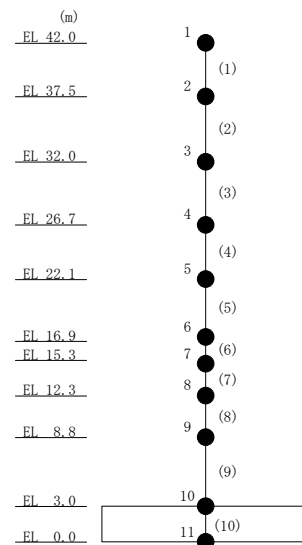 (m)
EL 42.0 1
(1)
EL 37.5 2
(2)
EL 32.0 3
(3)
EL 26.7 4
(4)
EL 22.1 5
(5)
EL 16.9 6
(6)
EL 15.3 7
(7)
EL 12.3 8
(8)
EL 8.8 9
(9)
EL 3.0 10
(10)
EL 0.0 11